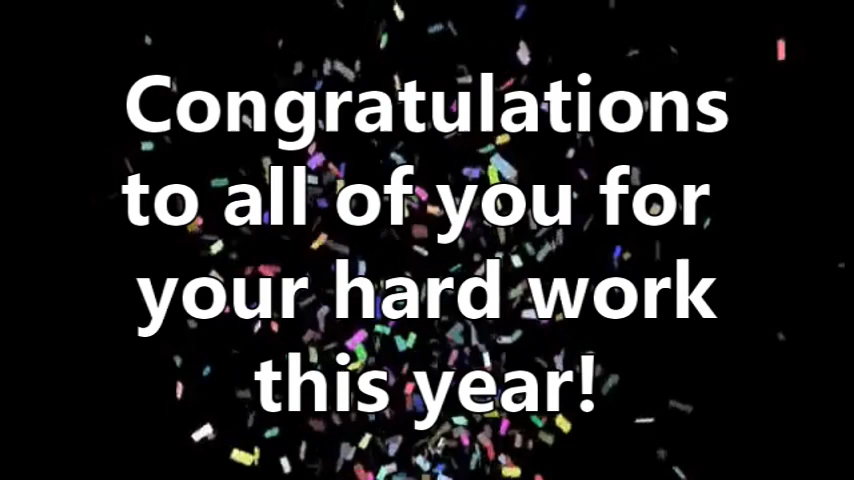 Congratulations
to all of you for
your hard work
this year!